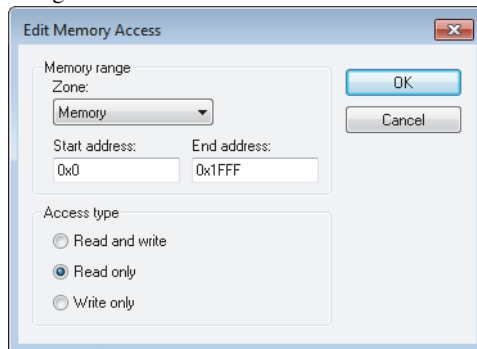 Edit Memory Access
Memory range
Zone:
Memory
Start address:
End address:
0x0
0x1FFF
Access type
Read and write
Read only
Write only
OK
Cancel